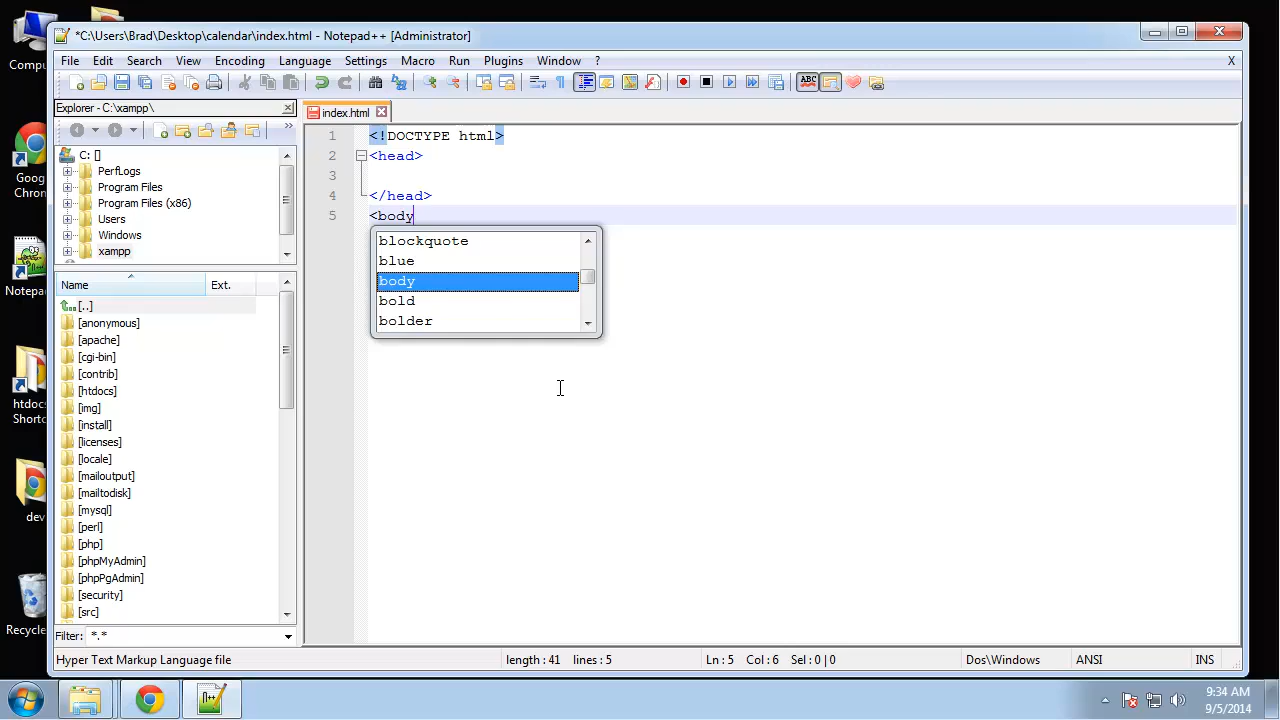 *C:\Users\Brad\Desktop\calendar\index.html - Notepad++ [Administrator]
File Edit Search View Encoding Language Settings Macro Run Plugins Window ? X
Explorer - C:\xampp\
index.html
C: []
PerfLogs
Program Files
Program Files (x86)
Users
Windows
xampp
Name Ext.
[..]
[anonymous]
[apache]
[cgi-bin]
[contrib]
[htdocs]
[img]
[install]
[licenses]
[locale]
[mailoutput]
[mailtodisk]
[mysql]
[perl]
[php]
[phpMyAdmin]
[phpPgAdmin]
[security]
[src]
Filter: *.*
1 <!DOCTYPE html>
2 <head>
3
4 </head>
5 <body
blockquote
blue
body
bold
bolder
Hyper Text Markup Language file length : 41 lines : 5 Ln : 5 Col : 6 Sel : 0 | 0 Dos\Windows ANSI INS
Compu
Goog
Chron
Notepa
htdocs
Shortc
dev
Recycle
ABC
n++
9:34 AM
9/5/2014